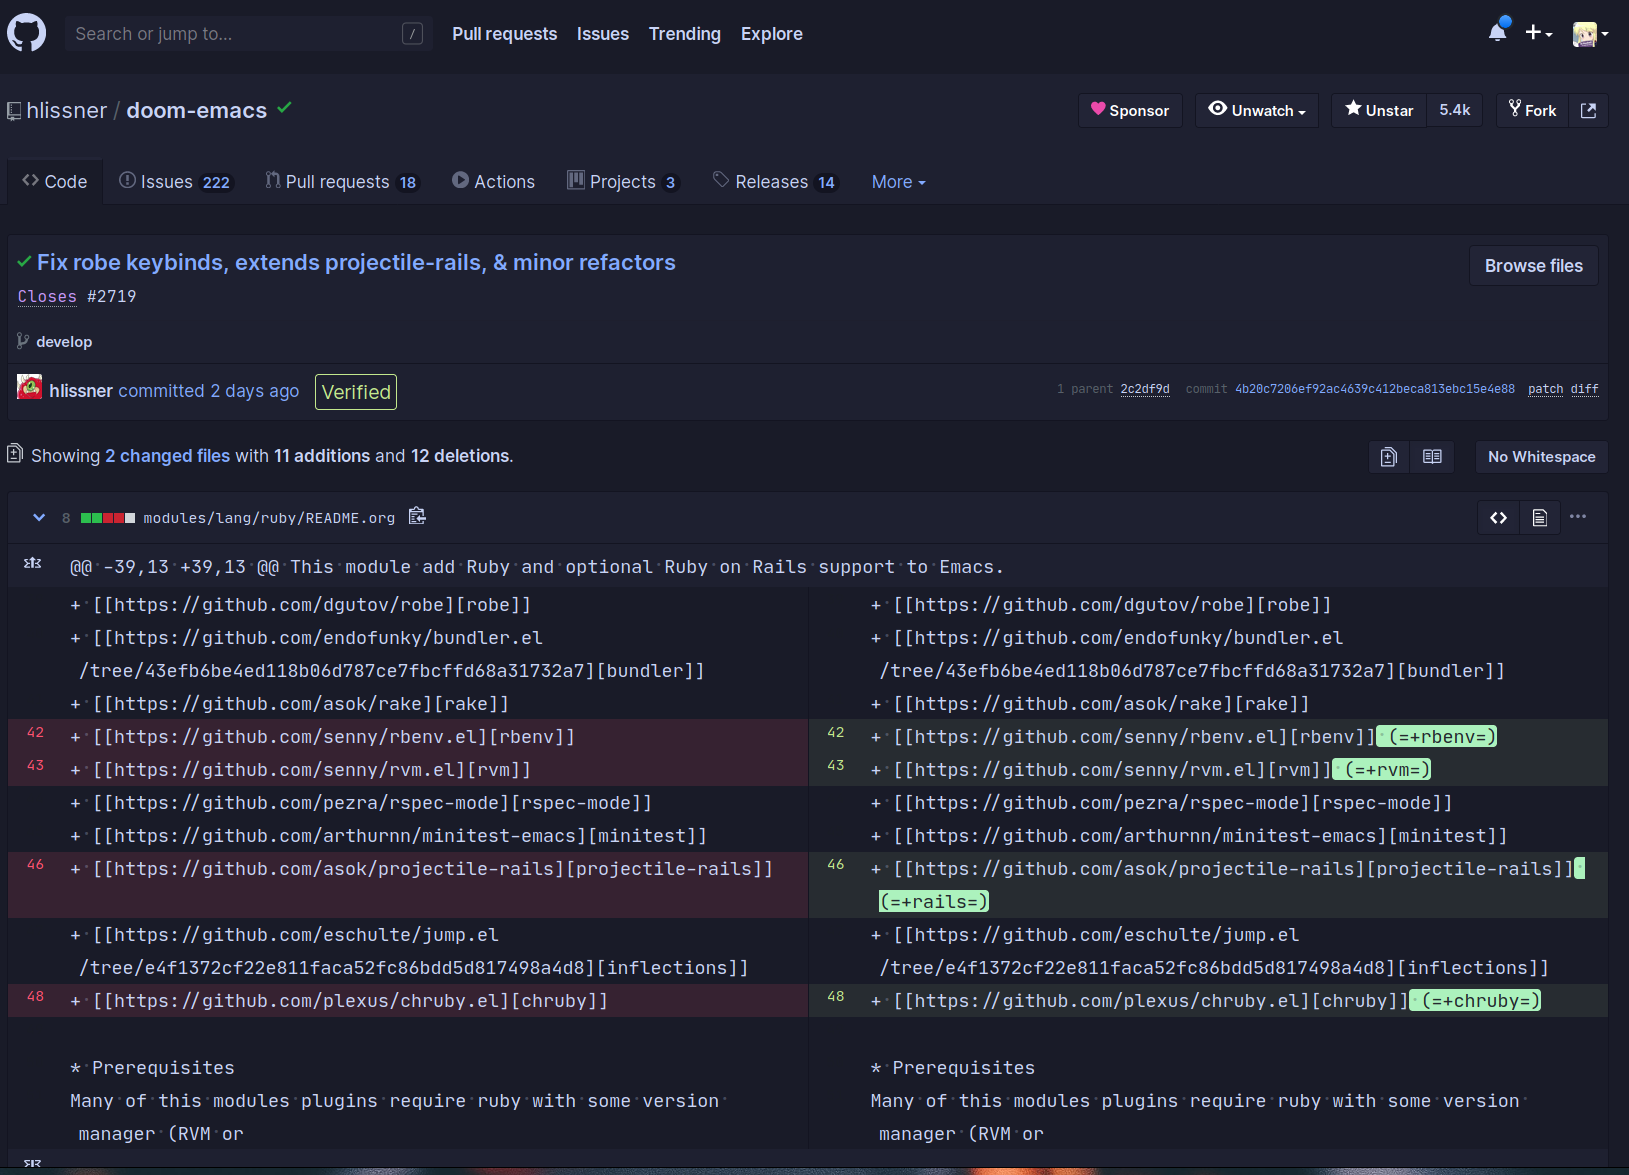 Search or jump to... / Pull requests Issues Trending Explore
hlissner / doom-emacs Sponsor Unwatch Unstar 5.4k Fork
Code Issues 222 Pull requests 18 Actions Projects 3 Releases 14 More
Fix robe keybinds, extends projectile-rails, & minor refactors Browse files
Closes #2719
develop
hlissner committed 2 days ago Verified 1 parent 2c2df9d commit 4b20c7206ef92ac4639c412beca813ebc15e4e88 patch diff
Showing 2 changed files with 11 additions and 12 deletions. No Whitespace
8 modules/lang/ruby/README.org
@@ -39,13 +39,13 @@ This module add Ruby and optional Ruby on Rails support to Emacs.
+ [[https://github.com/dgutov/robe][robe]] + [[https://github.com/dgutov/robe][robe]]
+ [[https://github.com/endofunky/bundler.el + [[https://github.com/endofunky/bundler.el
/tree/43efb6be4ed118b06d787ce7fbcffd68a31732a7][bundler]] /tree/43efb6be4ed118b06d787ce7fbcffd68a31732a7][bundler]]
+ [[https://github.com/asok/rake][rake]] + [[https://github.com/asok/rake][rake]]
42 + [[https://github.com/senny/rbenv.el][rbenv]] 42 + [[https://github.com/senny/rbenv.el][rbenv]] (=+rbenv=)
43 + [[https://github.com/senny/rvm.el][rvm]] 43 + [[https://github.com/senny/rvm.el][rvm]] (=+rvm=)
+ [[https://github.com/pezra/rspec-mode][rspec-mode]] + [[https://github.com/pezra/rspec-mode][rspec-mode]]
+ [[https://github.com/arthurnn/minitest-emacs][minitest]] + [[https://github.com/arthurnn/minitest-emacs][minitest]]
46 + [[https://github.com/asok/projectile-rails][projectile-rails]] 46 + [[https://github.com/asok/projectile-rails][projectile-rails]]
(=+rails=)
+ [[https://github.com/eschulte/jump.el + [[https://github.com/eschulte/jump.el
/tree/e4f1372cf22e811faca52fc86bdd5d817498a4d8][inflections]] /tree/e4f1372cf22e811faca52fc86bdd5d817498a4d8][inflections]]
48 + [[https://github.com/plexus/chruby.el][chruby]] 48 + [[https://github.com/plexus/chruby.el][chruby]] (=+chruby=)
* Prerequisites * Prerequisites
Many of this modules plugins require ruby with some version Many of this modules plugins require ruby with some version
manager (RVM or manager (RVM or